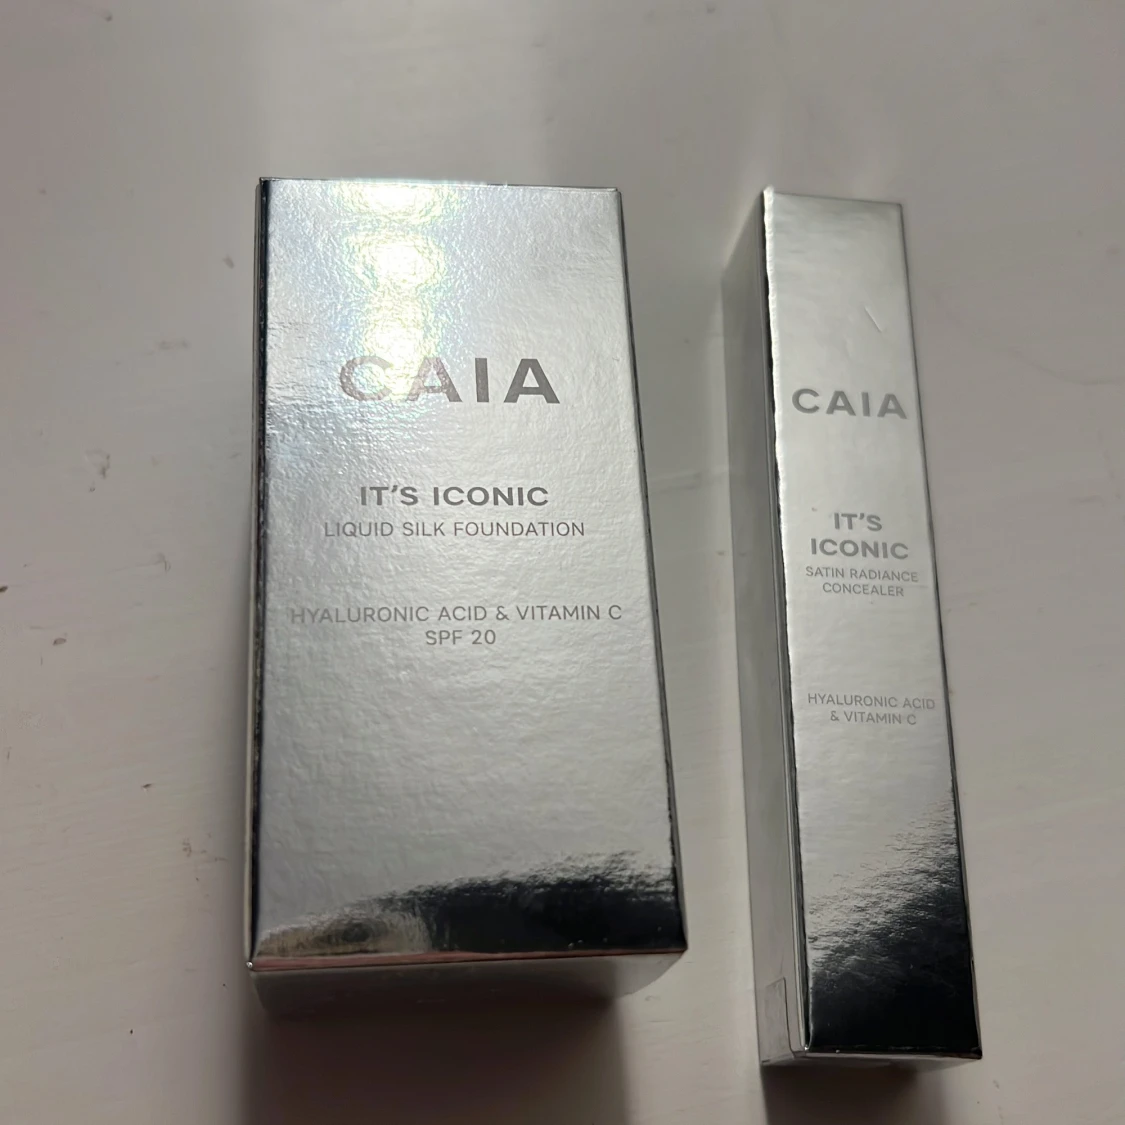 CAIA
IT'S ICONIC
LIQUID SILK FOUNDATION
HYALURONIC ACID & VITAMIN C
SPF 20
CAIA
IT'S
ICONIC
SATIN RADIANCE
CONCEALER
HYALURONIC ACID
& VITAMIN C